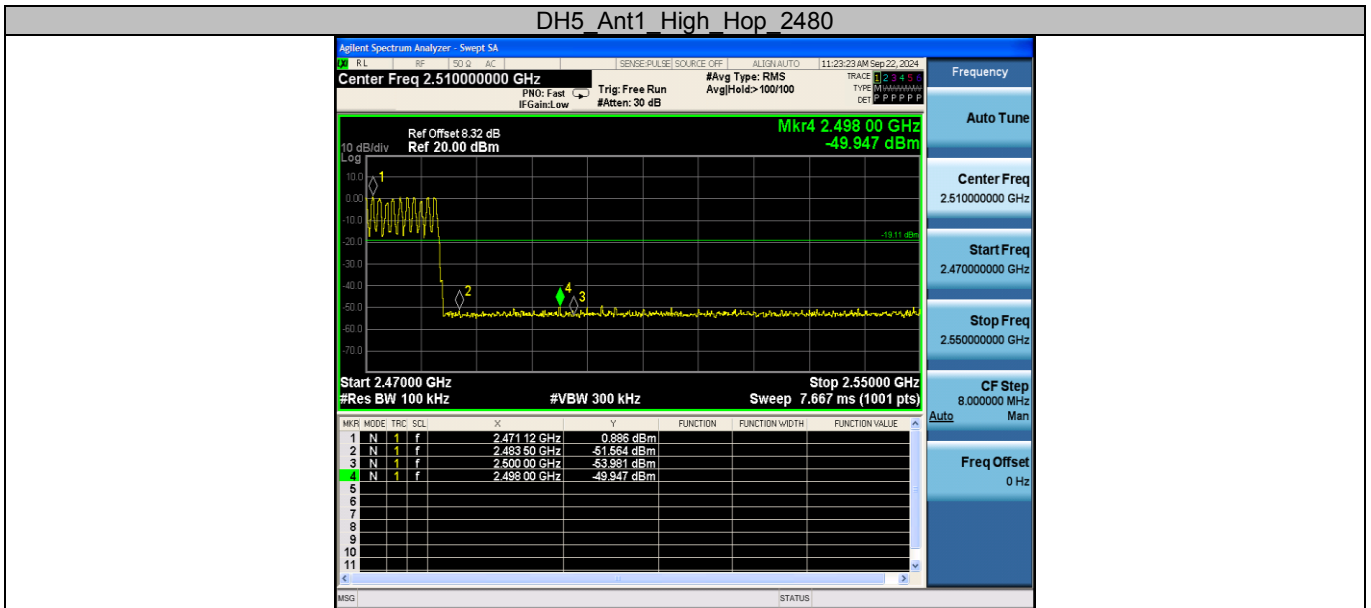 DH5_Ant1_High_Hop_2480
Agilent Spectrum Analyzer - Swept SA
RL RF 50 Ω AC SENSE:PULSE SOURCE OFF ALIGN AUTO 11:23:23 AM Sep 22, 2024
Center Freq 2.510000000 GHz
#Avg Type: RMS
TRACE 1 2 3 4 5 6
PNO: Fast Trig: Free Run Avg|Hold:>100/100
TYPE M
IFGain:Low #Atten: 30 dB
DET P P P P P P
Frequency
Auto Tune
Center Freq
2.510000000 GHz
Start Freq
2.470000000 GHz
Stop Freq
2.550000000 GHz
CF Step
8.000000 MHz
Auto Man
Freq Offset
0 Hz
Mkr4 2.498 00 GHz
-49.947 dBm
Ref Offset 8.32 dB
10 dB/div Ref 20.00 dBm
Log
10.0
0.00
-10.0
-20.0
-30.0
-40.0
-50.0
-60.0
-70.0
1
2
4
3
-19.11 dBm
Start 2.47000 GHz Stop 2.55000 GHz
#Res BW 100 kHz #VBW 300 kHz Sweep 7.667 ms (1001 pts)
MKR MODE TRC SCL X Y FUNCTION FUNCTION WIDTH FUNCTION VALUE
1 N 1 f 2.471 12 GHz 0.886 dBm
2 N 1 f 2.483 50 GHz -51.564 dBm
3 N 1 f 2.500 00 GHz -53.981 dBm
4 N 1 f 2.498 00 GHz -49.947 dBm
5
6
7
8
9
10
11
MSG STATUS